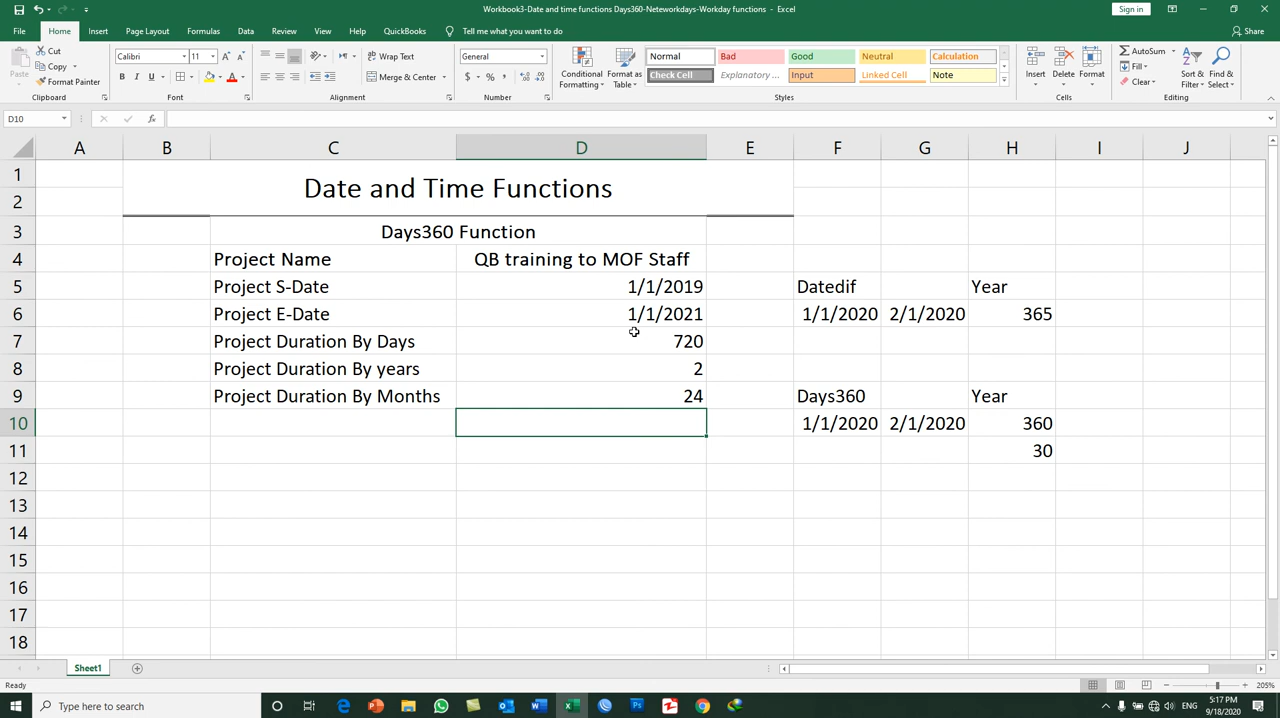 Workbook3-Date and time functions Days360-Neteworkdays-Workday functions - Excel
Sign in
File Home Insert Page Layout Formulas Data Review View Help QuickBooks Tell me what you want to do Share
Paste
Cut
Copy
Format Painter
Clipboard
Calibri 11
B I U
Font
Wrap Text
Merge & Center
Alignment
General
$ % ,
Number
Conditional Formatting
Format as Table
Normal Bad Good Neutral Calculation
Check Cell Explanatory ... Input Linked Cell Note
Styles
Insert Delete Format
Cells
AutoSum
Fill
Clear
Sort & Filter
Find & Select
Editing
D10 fx
A B C D E F G H I J
1 Date and Time Functions
2
3 Days360 Function
4 Project Name QB training to MOF Staff
5 Project S-Date 1/1/2019 Datedif Year
6 Project E-Date 1/1/2021 1/1/2020 2/1/2020 365
7 Project Duration By Days 720
8 Project Duration By years 2
9 Project Duration By Months 24 Days360 Year
10 1/1/2020 2/1/2020 360
11 30
12
13
14
15
16
17
18
Sheet1
Ready 205%
Type here to search
ENG
5:17 PM
9/18/2020